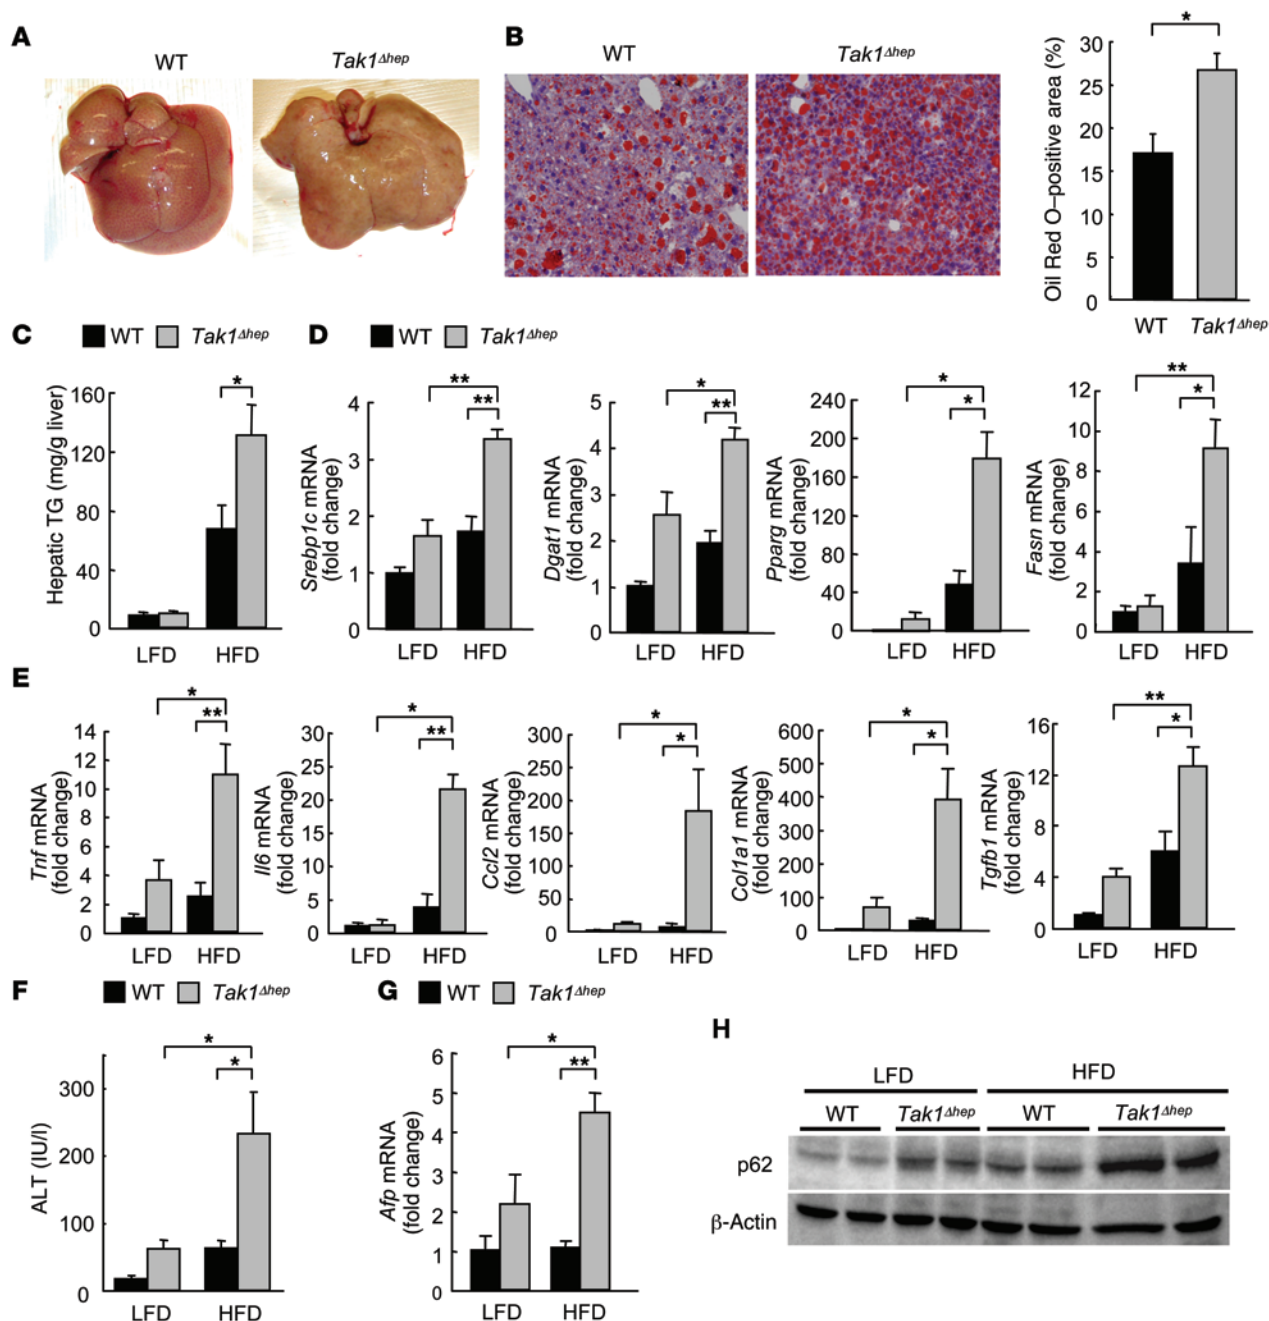 A
WT
Tak1Δhep
B
WT
Tak1Δhep
*
Oil Red O–positive area (%)
30
25
20
15
10
5
0
WT
Tak1Δhep
C
WT
Tak1Δhep
Hepatic TG (mg/g liver)
160
120
80
40
0
*
LFD
HFD
D
WT
Tak1Δhep
Srebp1c mRNA
(fold change)
4
3
2
1
0
**
**
LFD
HFD
Dgat1 mRNA
(fold change)
5
4
3
2
1
0
*
**
LFD
HFD
Pparg mRNA
(fold change)
240
200
160
120
80
40
0
*
*
LFD
HFD
Fasn mRNA
(fold change)
12
10
8
6
4
2
0
**
*
LFD
HFD
E
Tnf mRNA
(fold change)
14
12
10
8
6
4
2
0
*
**
LFD
HFD
Il6 mRNA
(fold change)
30
25
20
15
10
5
0
*
**
LFD
HFD
Ccl2 mRNA
(fold change)
300
250
200
150
100
50
0
*
*
LFD
HFD
Col1a1 mRNA
(fold change)
600
500
400
300
200
100
0
*
*
LFD
HFD
Tgfb1 mRNA
(fold change)
16
12
8
4
0
**
*
LFD
HFD
F
WT
Tak1Δhep
ALT (IU/l)
300
200
100
0
*
*
LFD
HFD
G
WT
Tak1Δhep
Afp mRNA
(fold change)
6
5
4
3
2
1
0
*
**
LFD
HFD
H
LFD
HFD
WT
Tak1Δhep
WT
Tak1Δhep
p62
β-Actin